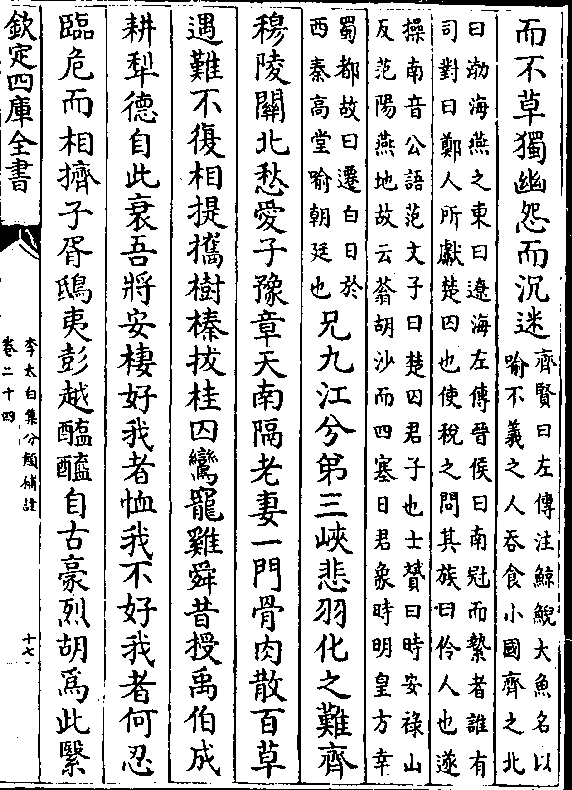 而不草獨幽怨而沉迷齊賢曰左傳注鯨鯢大魚名以
喻不義之人吞食小國齊之北
曰渤海燕之東曰遼海左傳晉侯曰南冠而縶者誰有
司對曰鄭人所獻楚囚也使稅之問其族曰伶人也遂
操南音公語范文子曰楚囚君子也士贇曰時安祿山
反范陽燕地故云蓊胡沙而四塞日君象時明皇方幸
蜀都故曰遷白日於
西秦高堂喻朝廷也兄九江兮弟三峽悲羽化之難齊
穆陵關北愁愛子豫章天南隔老妻一門骨肉散百草
遇難不復相提攜樹榛拔桂囚鸞寵雞舜昔授禹伯成
耕犁德自此衰吾將安棲好我者恤我不好我者何忍
臨危而相擠子胥鴟夷彭越醢醢自古豪烈胡為此繄
欽定四庫全書
李太白集分類補註
卷二十四
十七